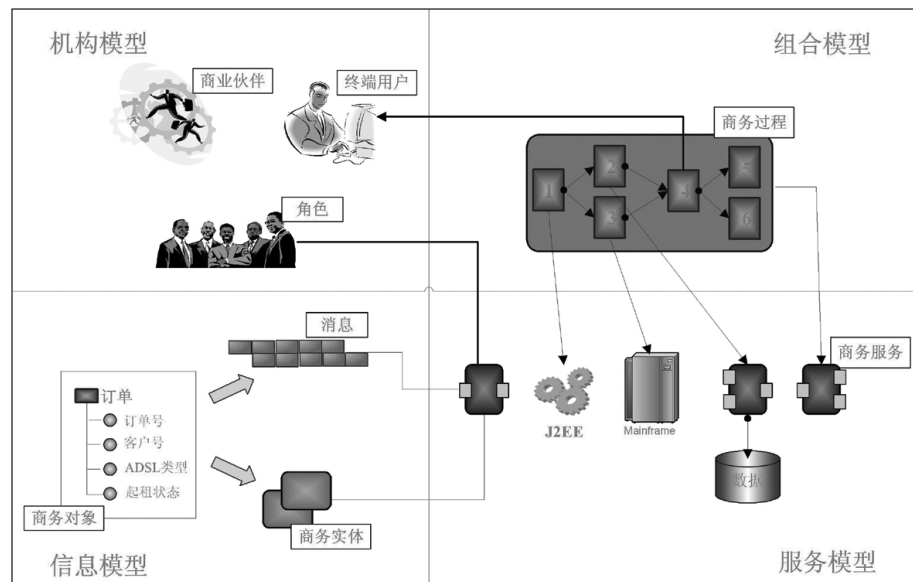 机构模型
组合模型
商业伙伴
终端用户
商务过程
1
2
3
4
5
6
角色
消息
商务服务
订单
订单号
客户号
ADSL类型
起租状态
商务对象
J2EE
Mainframe
数据
商务实体
信息模型
服务模型